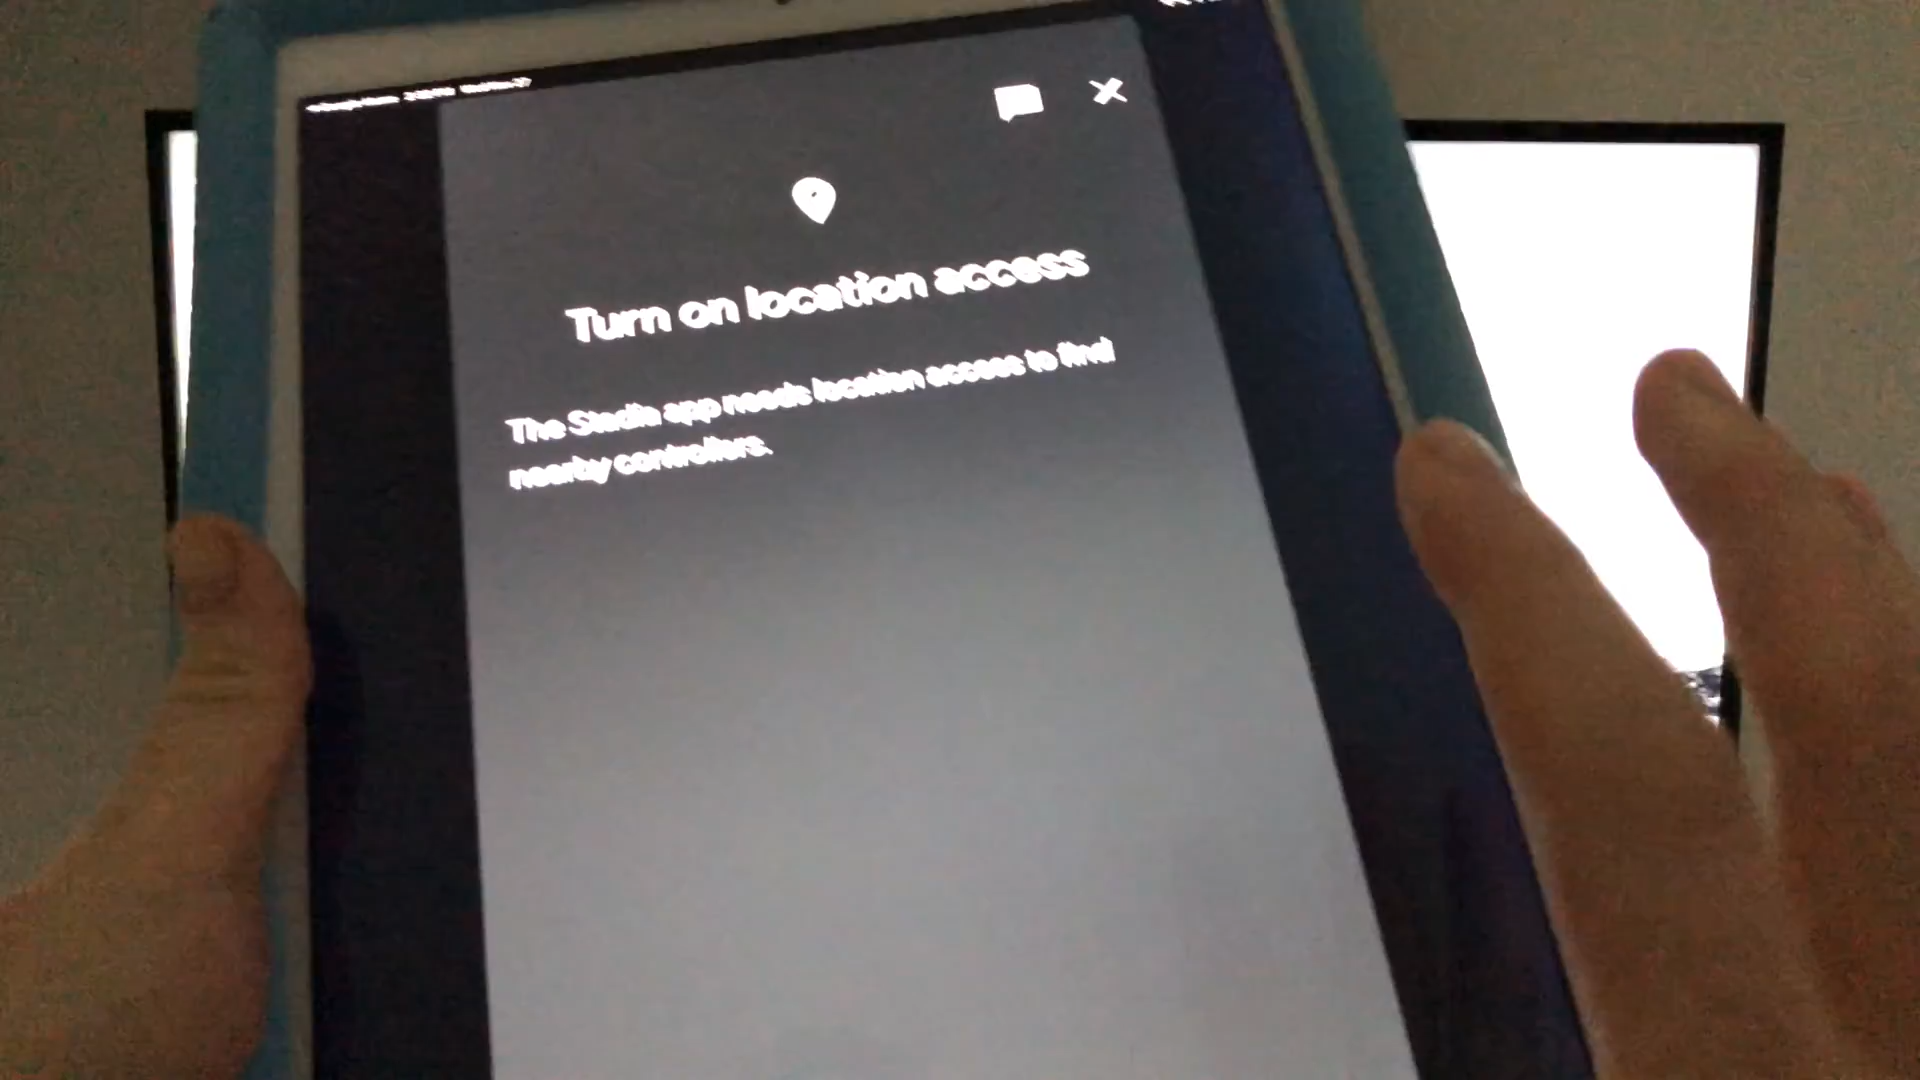 Turn on location access
The Stadia app needs location access to find
nearby controllers.